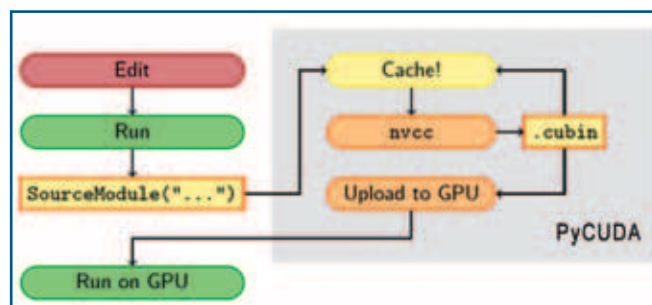 Edit
Cache!
Run
nvcc
.cubin
SourceModule("...")
Upload to GPU
PyCUDA
Run on GPU